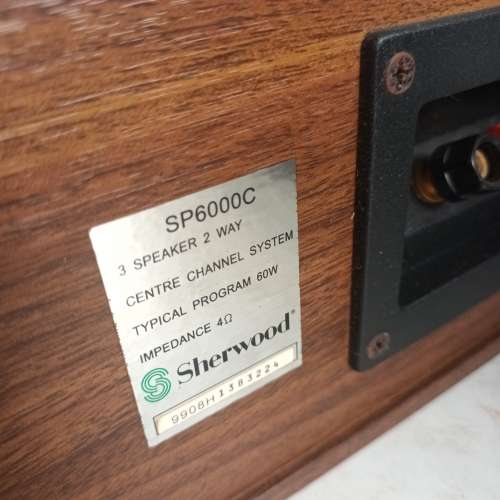 SP6000C
3 SPEAKER 2 WAY
CENTRE CHANNEL SYSTEM
TYPICAL PROGRAM 60W
IMPEDANCE 4Ω
Sherwood®
9908H1383224